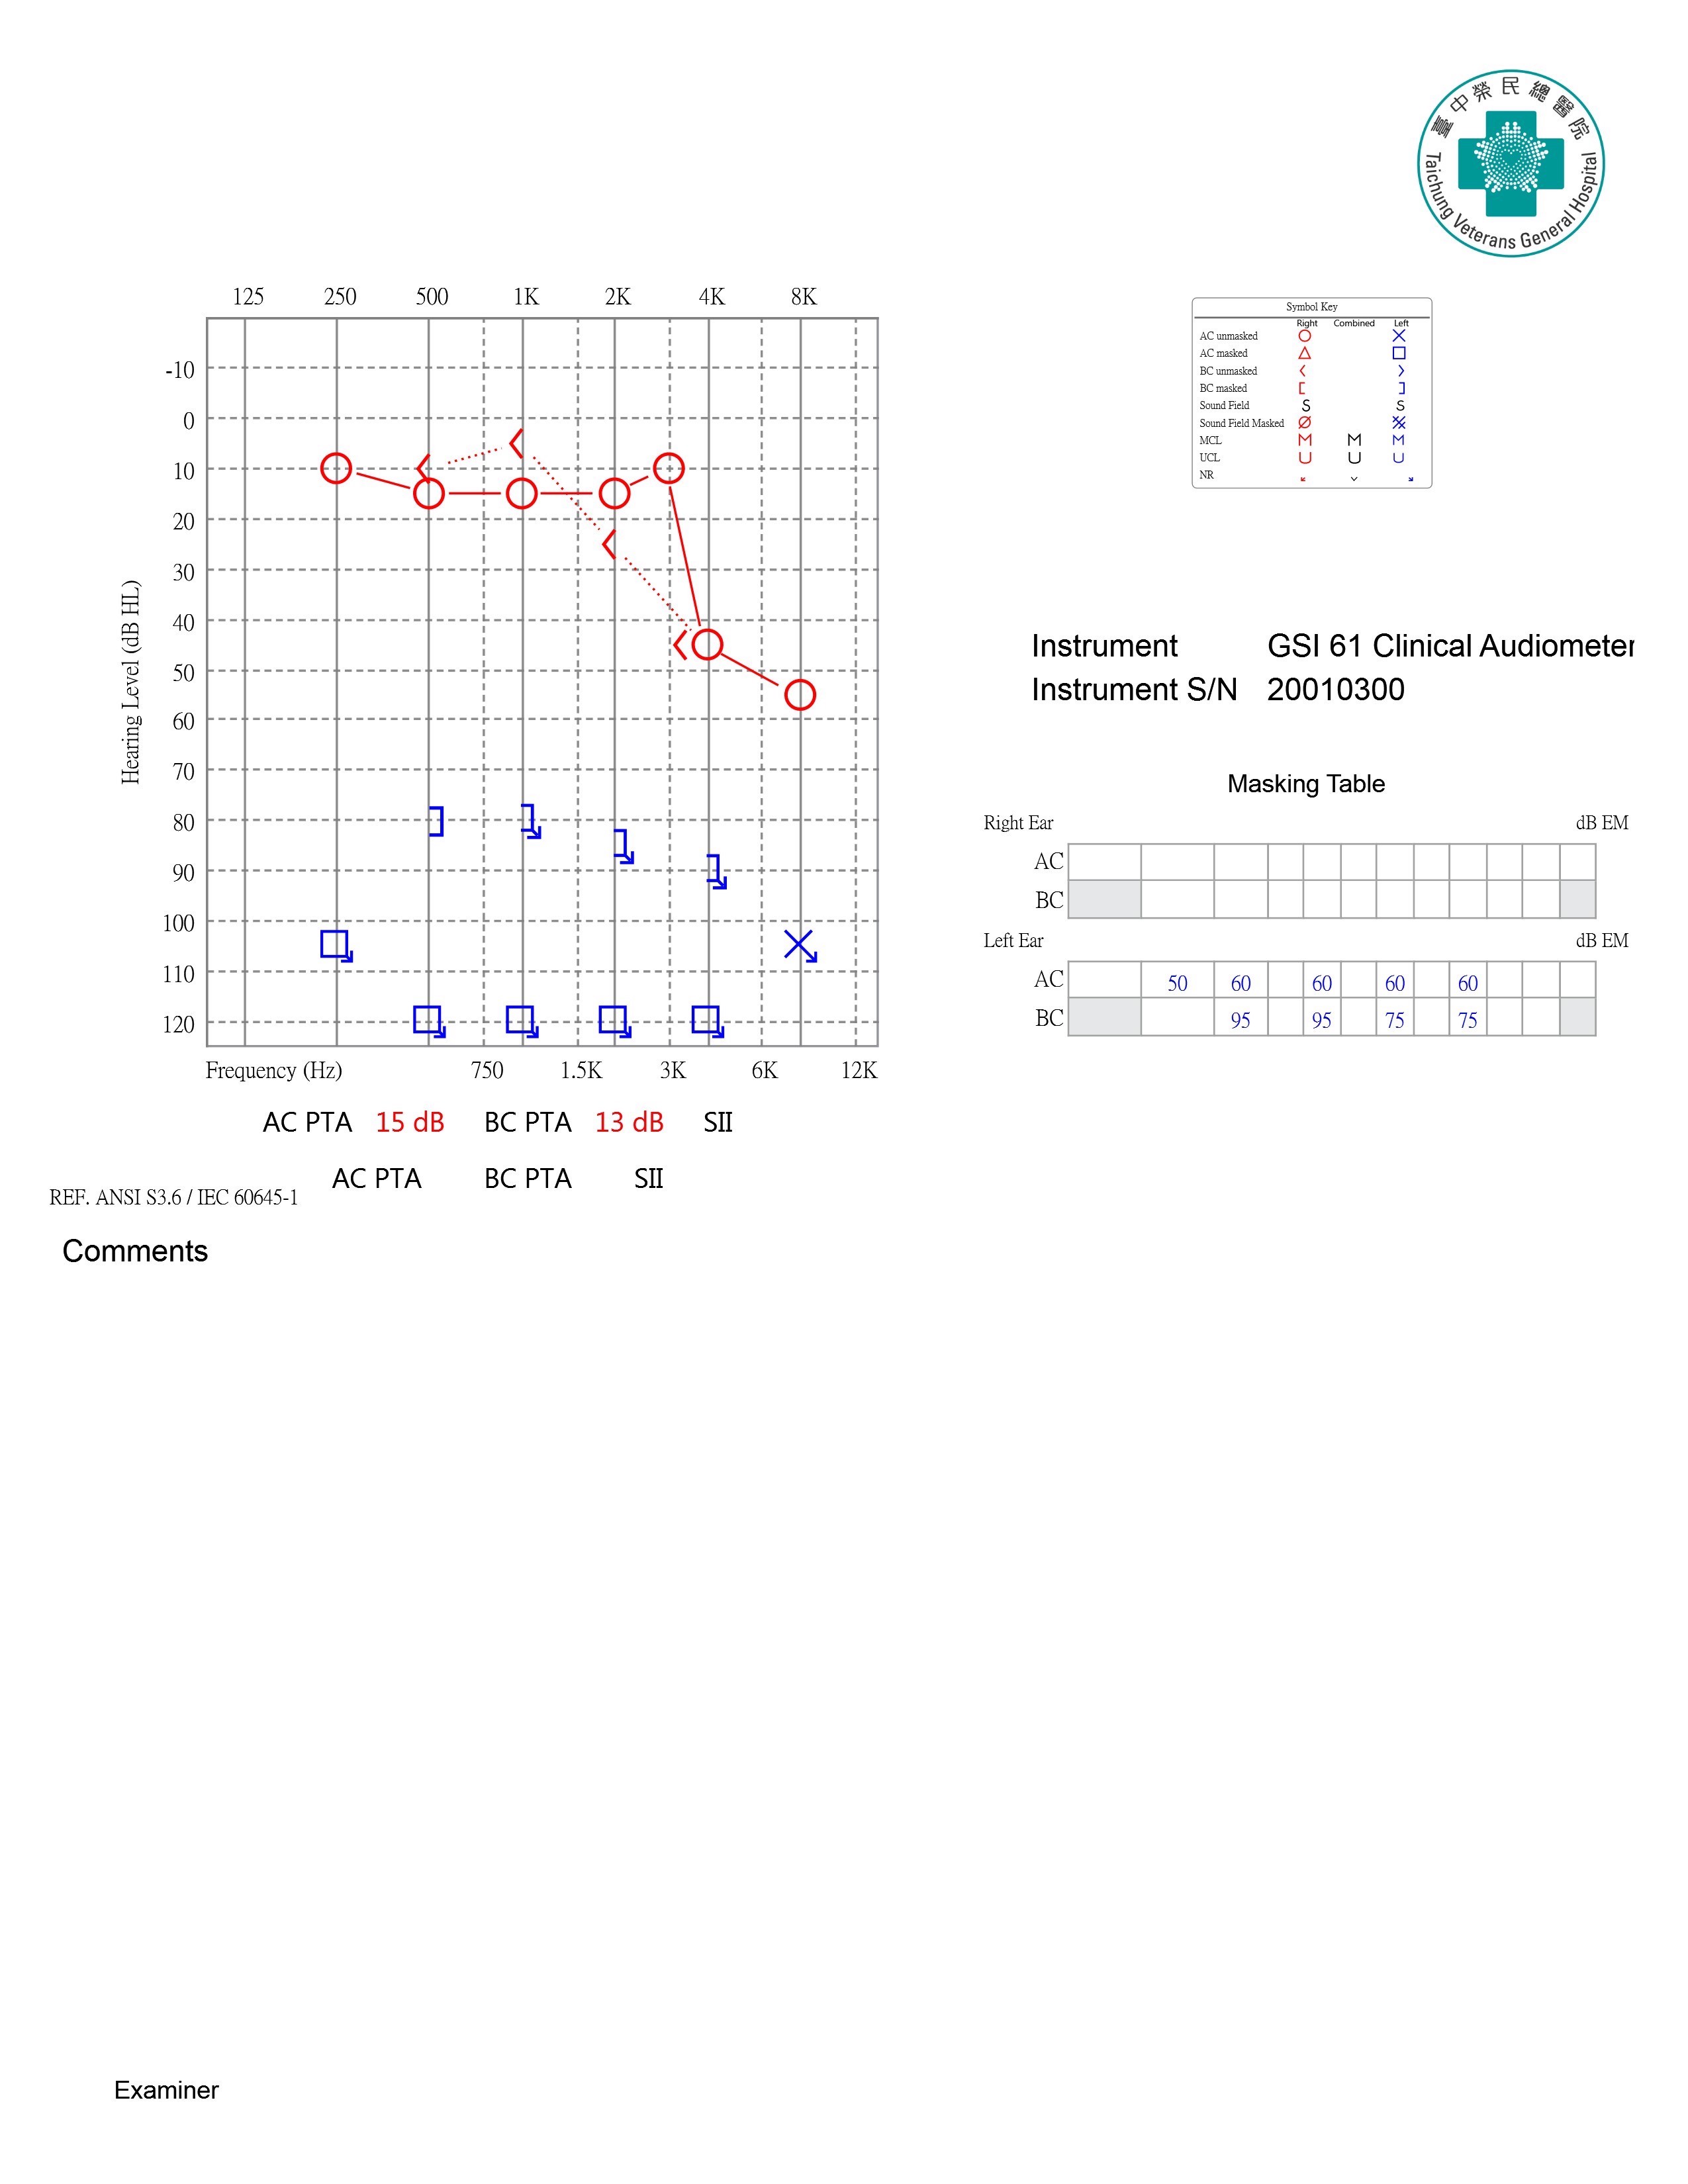 臺中榮民總醫院
Taichung Veterans General Hospital
125 250 500 1K 2K 4K 8K
-10
0
10
20
30
40
50
60
70
80
90
100
110
120
Hearing Level (dB HL)
Frequency (Hz) 750 1.5K 3K 6K 12K
AC PTA 15 dB BC PTA 13 dB SII
AC PTA BC PTA SII
REF. ANSI S3.6 / IEC 60645-1
Comments
Symbol Key
Right Combined Left
AC unmasked
AC masked
BC unmasked
BC masked
Sound Field S S
Sound Field Masked
MCL M M M
UCL U U U
NR
Instrument GSI 61 Clinical Audiometer
Instrument S/N 20010300
Masking Table
Right Ear dB EM
AC
BC
Left Ear dB EM
AC 50 60 60 60 60
BC 95 95 75 75
Examiner